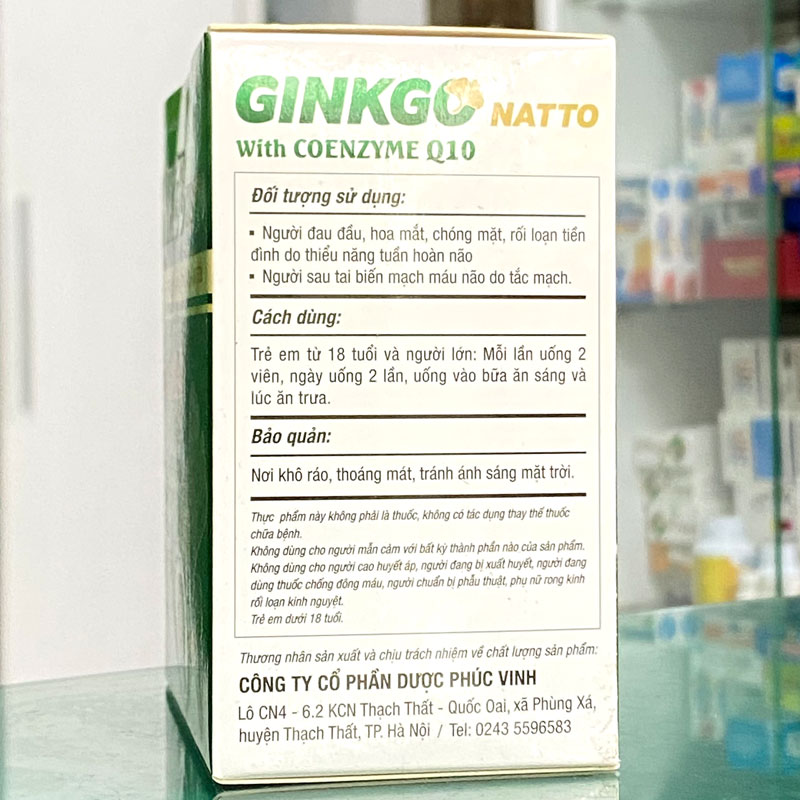 GINKGO NATTO
With COENZYME Q10
Đối tượng sử dụng:
▪ Người đau đầu, hoa mắt, chóng mặt, rối loạn tiền
đình do thiểu năng tuần hoàn não
▪ Người sau tai biến mạch máu não do tắc mạch.
Cách dùng:
Trẻ em từ 18 tuổi và người lớn: Mỗi lần uống 2
viên, ngày uống 2 lần, uống vào bữa ăn sáng và
lúc ăn trưa.
Bảo quản:
Nơi khô ráo, thoáng mát, tránh ánh sáng mặt trời.
Thực phẩm này không phải là thuốc, không có tác dụng thay thế thuốc
chữa bệnh.
Không dùng cho người mẫn cảm với bất kỳ thành phần nào của sản phẩm.
Không dùng cho người cao huyết áp, người đang bị xuất huyết, người đang
dùng thuốc chống đông máu, người chuẩn bị phẫu thuật, phụ nữ rong kinh
rối loạn kinh nguyệt.
Trẻ em dưới 18 tuổi.
Thương nhân sản xuất và chịu trách nhiệm về chất lượng sản phẩm:
CÔNG TY CỔ PHẦN DƯỢC PHÚC VINH
Lô CN4 - 6.2 KCN Thạch Thất - Quốc Oai, xã Phùng Xá,
huyện Thạch Thất, TP. Hà Nội / Tel: 0243 5596583